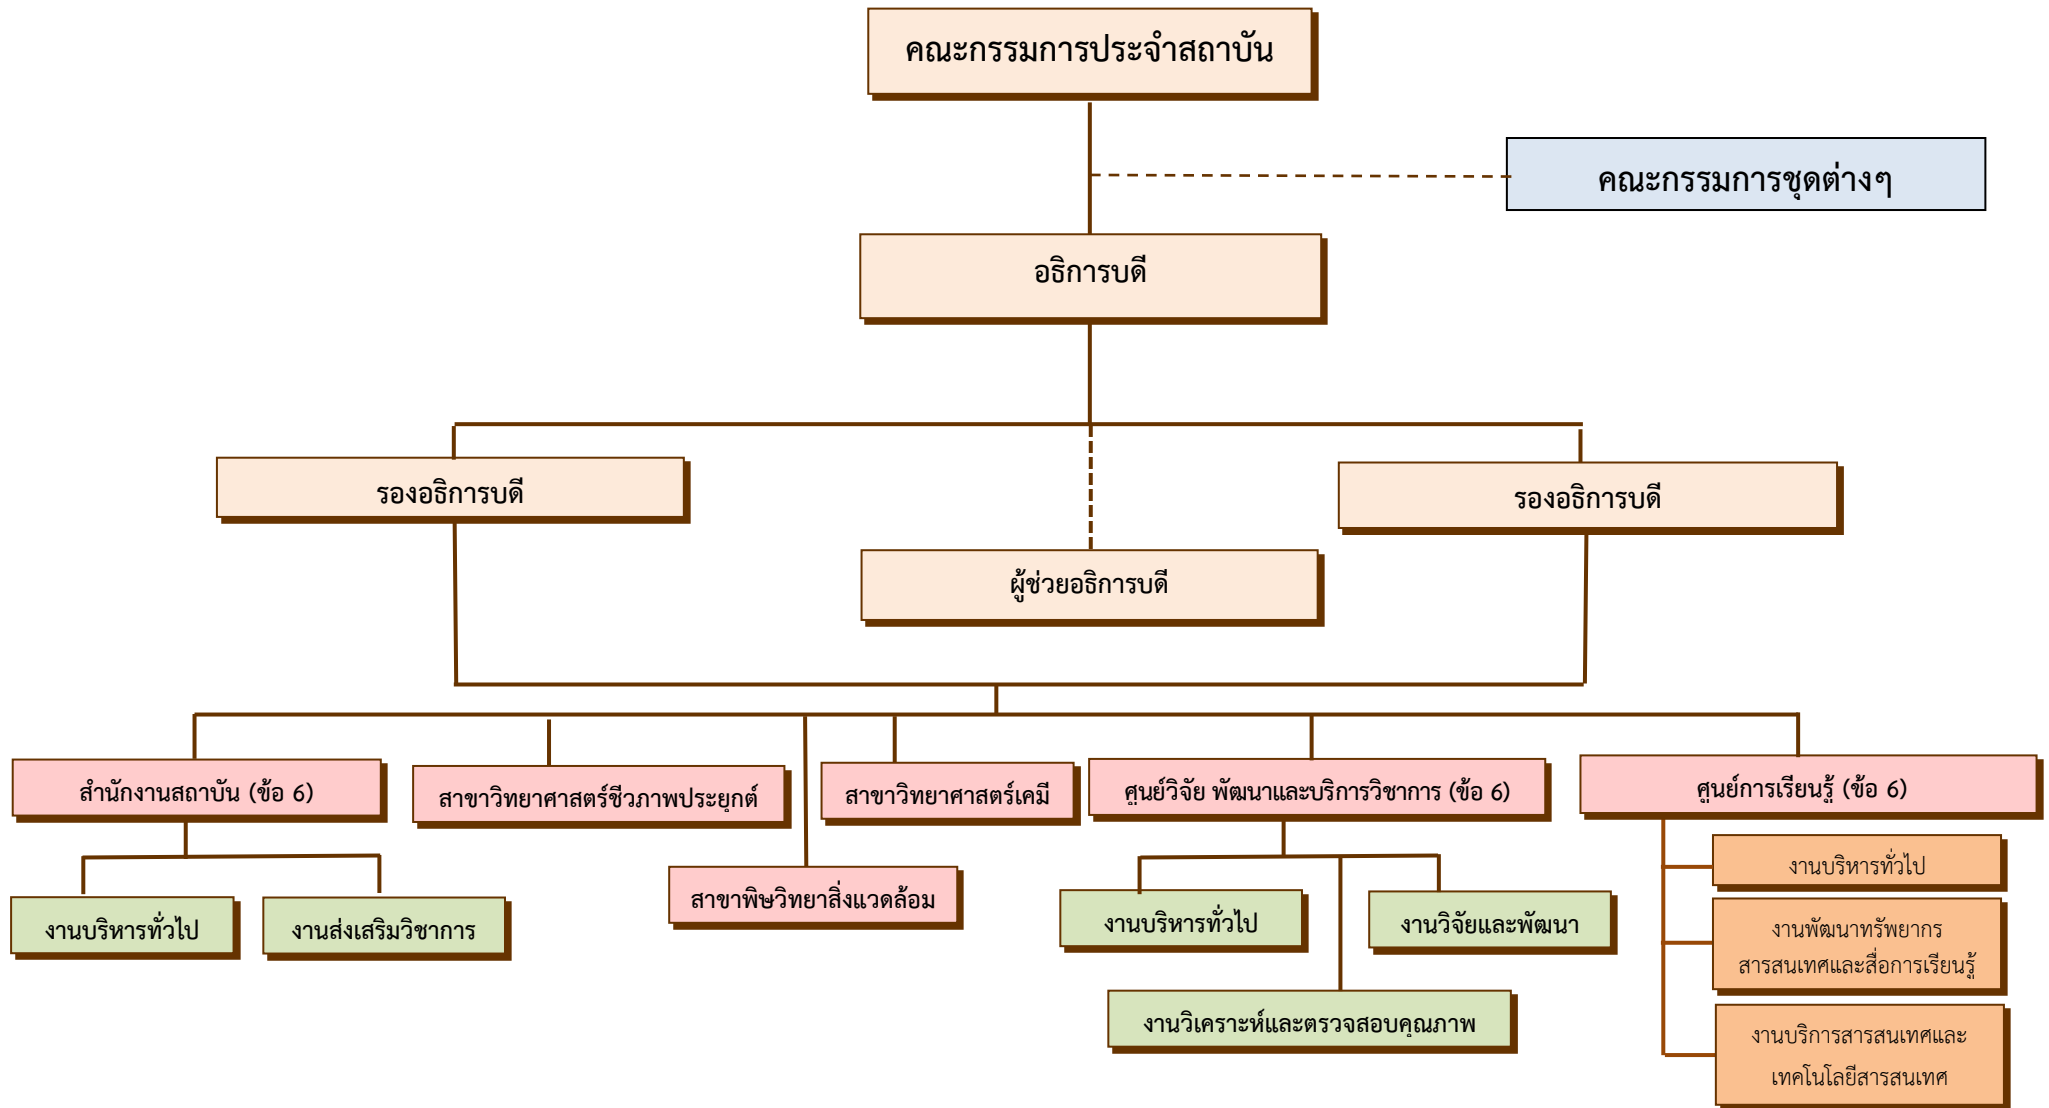 คณะกรรมการประจำสถาบัน
คณะกรรมการชุดต่างๆ
อธิการบดี
รองอธิการบดี
รองอธิการบดี
ผู้ช่วยอธิการบดี
สำนักงานสถาบัน (ข้อ 6)
สาขาวิทยาศาสตร์ชีวภาพประยุกต์
สาขาวิทยาศาสตร์เคมี
ศูนย์วิจัย พัฒนาและบริการวิชาการ (ข้อ 6)
ศูนย์การเรียนรู้ (ข้อ 6)
สาขาพิษวิทยาสิ่งแวดล้อม
งานบริหารทั่วไป
งานส่งเสริมวิชาการ
งานบริหารทั่วไป
งานวิจัยและพัฒนา
งานวิเคราะห์และตรวจสอบคุณภาพ
งานบริหารทั่วไป
งานพัฒนาทรัพยากร
สารสนเทศและสื่อการเรียนรู้
งานบริการสารสนเทศและ
เทคโนโลยีสารสนเทศ